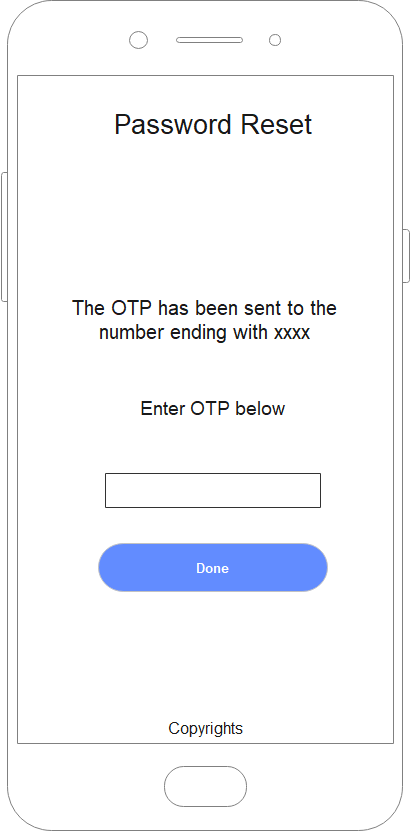 Password Reset
The OTP has been sent to the
number ending with xxxx
Enter OTP below
Done
Copyrights